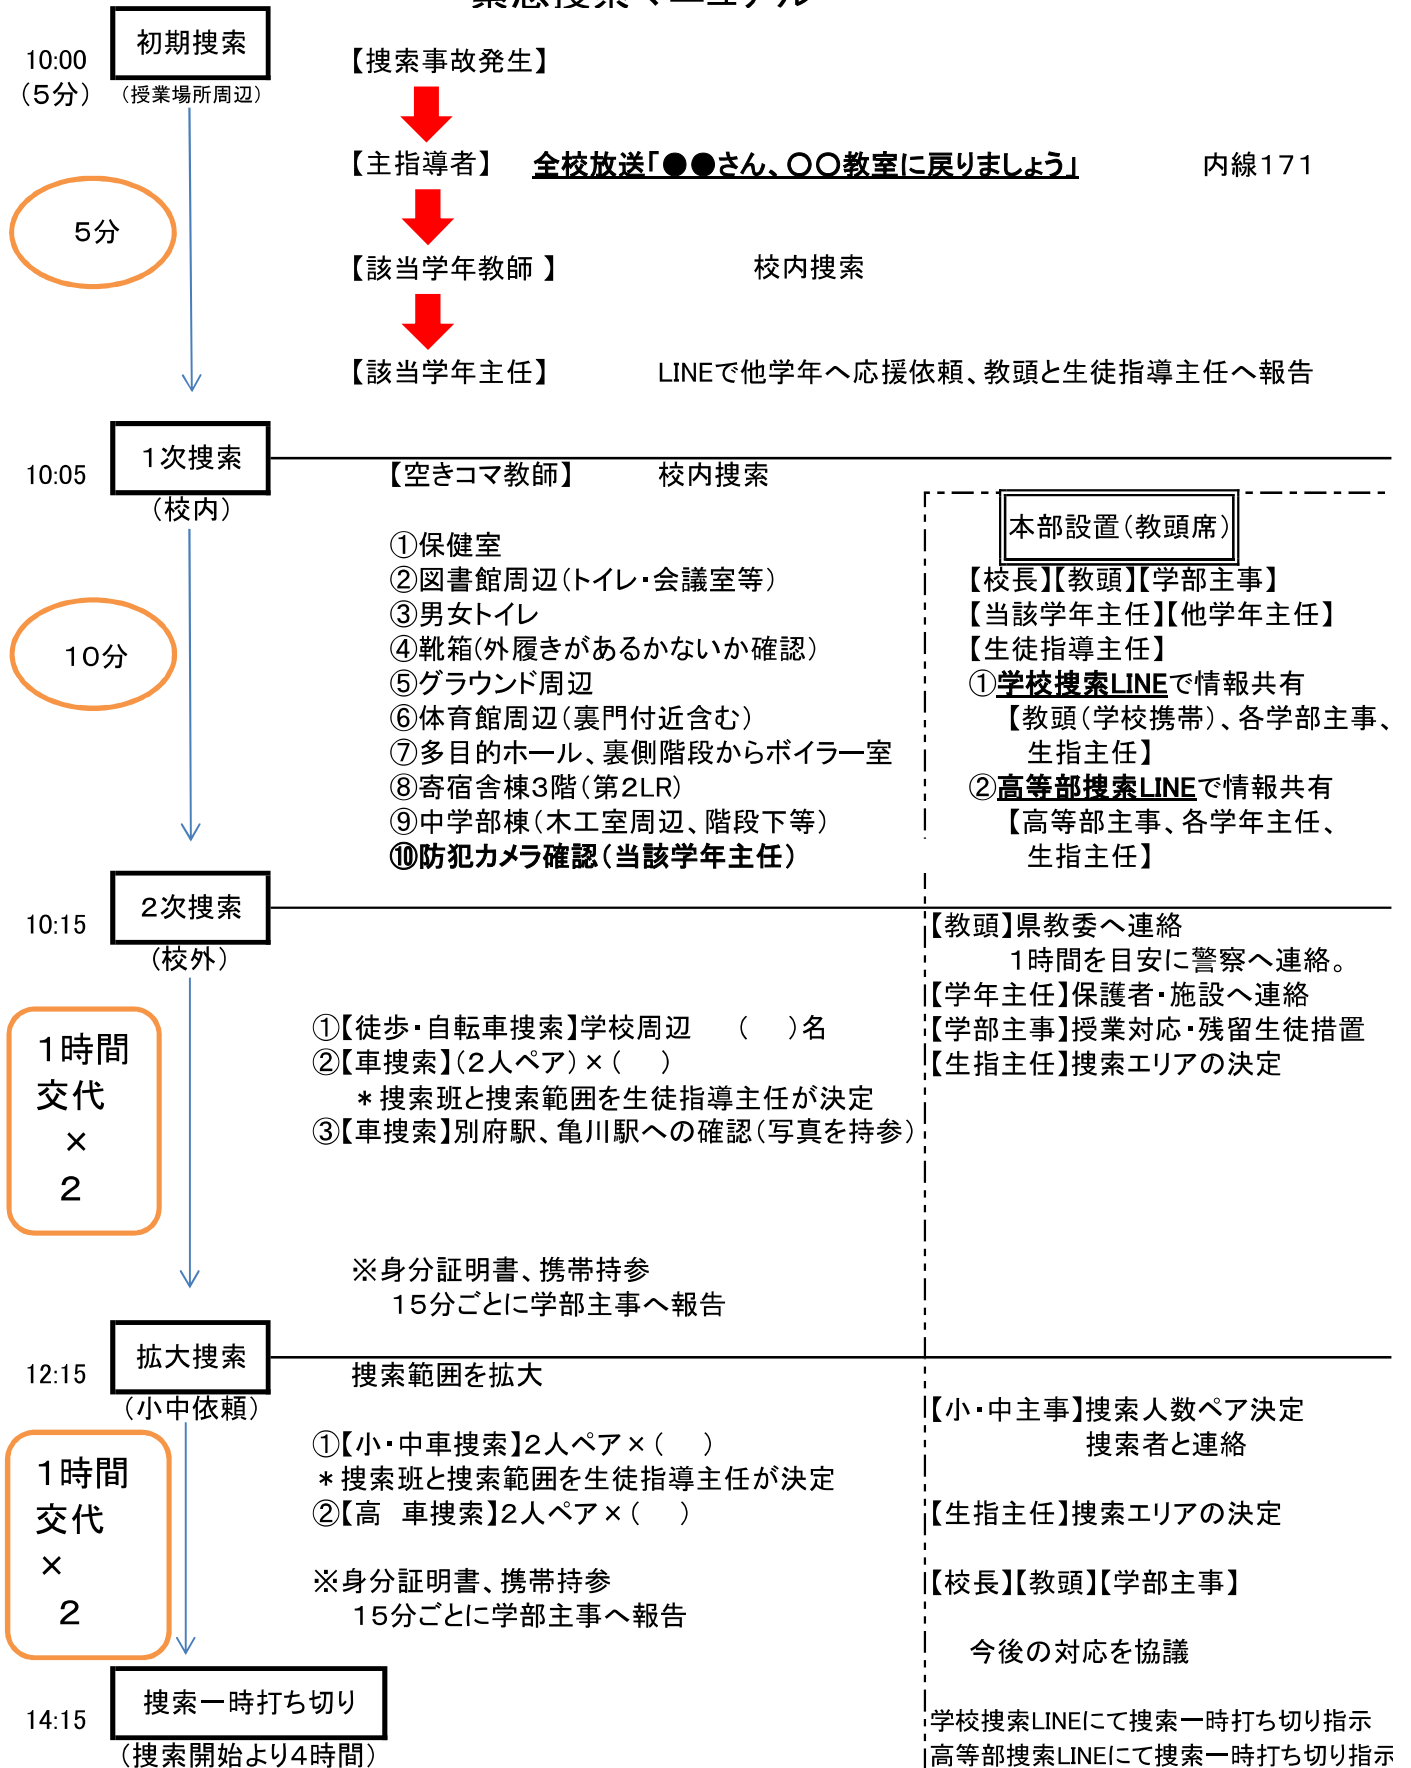 緊急捜索マニュアル
初期捜索
10:00
（5分）
（授業場所周辺）
【捜索事故発生】
【主指導者】 全校放送「●●さん、〇〇教室に戻りましょう」 内線171
5分
【該当学年教師 】 校内捜索
【該当学年主任】 LINEで他学年へ応援依頼、教頭と生徒指導主任へ報告
1次捜索
10:05
（校内）
【空きコマ教師】 校内捜索
①保健室
②図書館周辺（トイレ・会議室等）
③男女トイレ
④靴箱（外履きがあるかないか確認）
⑤グラウンド周辺
⑥体育館周辺（裏門付近含む）
⑦多目的ホール、裏側階段からボイラー室
⑧寄宿舎棟3階（第2LR）
⑨中学部棟（木工室周辺、階段下等）
⑩防犯カメラ確認（当該学年主任）
10分
本部設置（教頭席）
【校長】【教頭】【学部主事】
【当該学年主任】【他学年主任】
【生徒指導主任】
①学校捜索LINEで情報共有
【教頭（学校携帯）、各学部主事、
生指主任】
②高等部捜索LINEで情報共有
【高等部主事、各学年主任、
生指主任】
2次捜索
10:15
（校外）
【教頭】県教委へ連絡
1時間を目安に警察へ連絡。
【学年主任】保護者・施設へ連絡
【学部主事】授業対応・残留生徒措置
【生指主任】捜索エリアの決定
1時間
交代
×
2
①【徒歩・自転車捜索】学校周辺 （ ）名
②【車捜索】（2人ペア）×（ ）
＊捜索班と捜索範囲を生徒指導主任が決定
③【車捜索】別府駅、亀川駅への確認（写真を持参）
※身分証明書、携帯持参
15分ごとに学部主事へ報告
拡大捜索
12:15
（小中依頼）
捜索範囲を拡大
①【小・中車捜索】2人ペア×（ ）
＊捜索班と捜索範囲を生徒指導主任が決定
②【高 車捜索】2人ペア×（ ）
※身分証明書、携帯持参
15分ごとに学部主事へ報告
1時間
交代
×
2
【小・中主事】捜索人数ペア決定
捜索者と連絡
【生指主任】捜索エリアの決定
【校長】【教頭】【学部主事】
今後の対応を協議
捜索一時打ち切り
14:15
（捜索開始より4時間）
学校捜索LINEにて捜索一時打ち切り指示
高等部捜索LINEにて捜索一時打ち切り指示